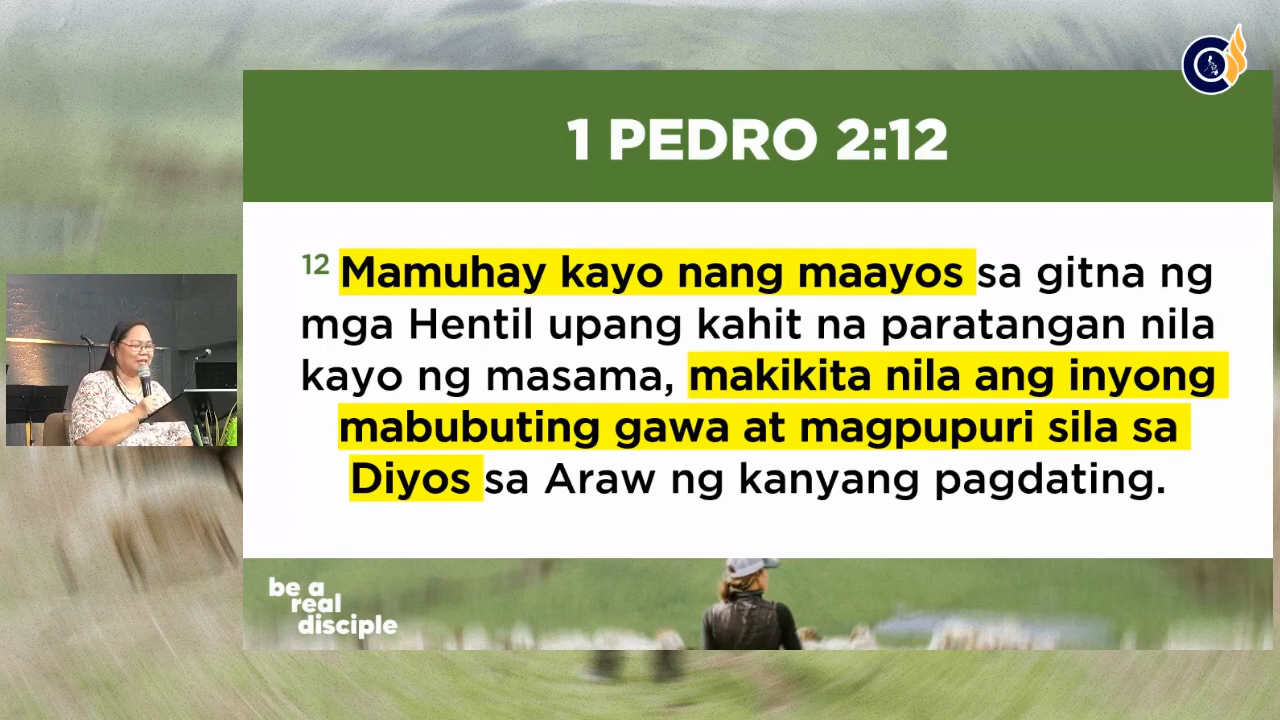 1 PEDRO 2:12
12 Mamuhay kayo nang maayos sa gitna ng
mga Hentil upang kahit na paratangan nila
kayo ng masama, makikita nila ang inyong
mabubuting gawa at magpupuri sila sa
Diyos sa Araw ng kanyang pagdating.
be a
real
disciple